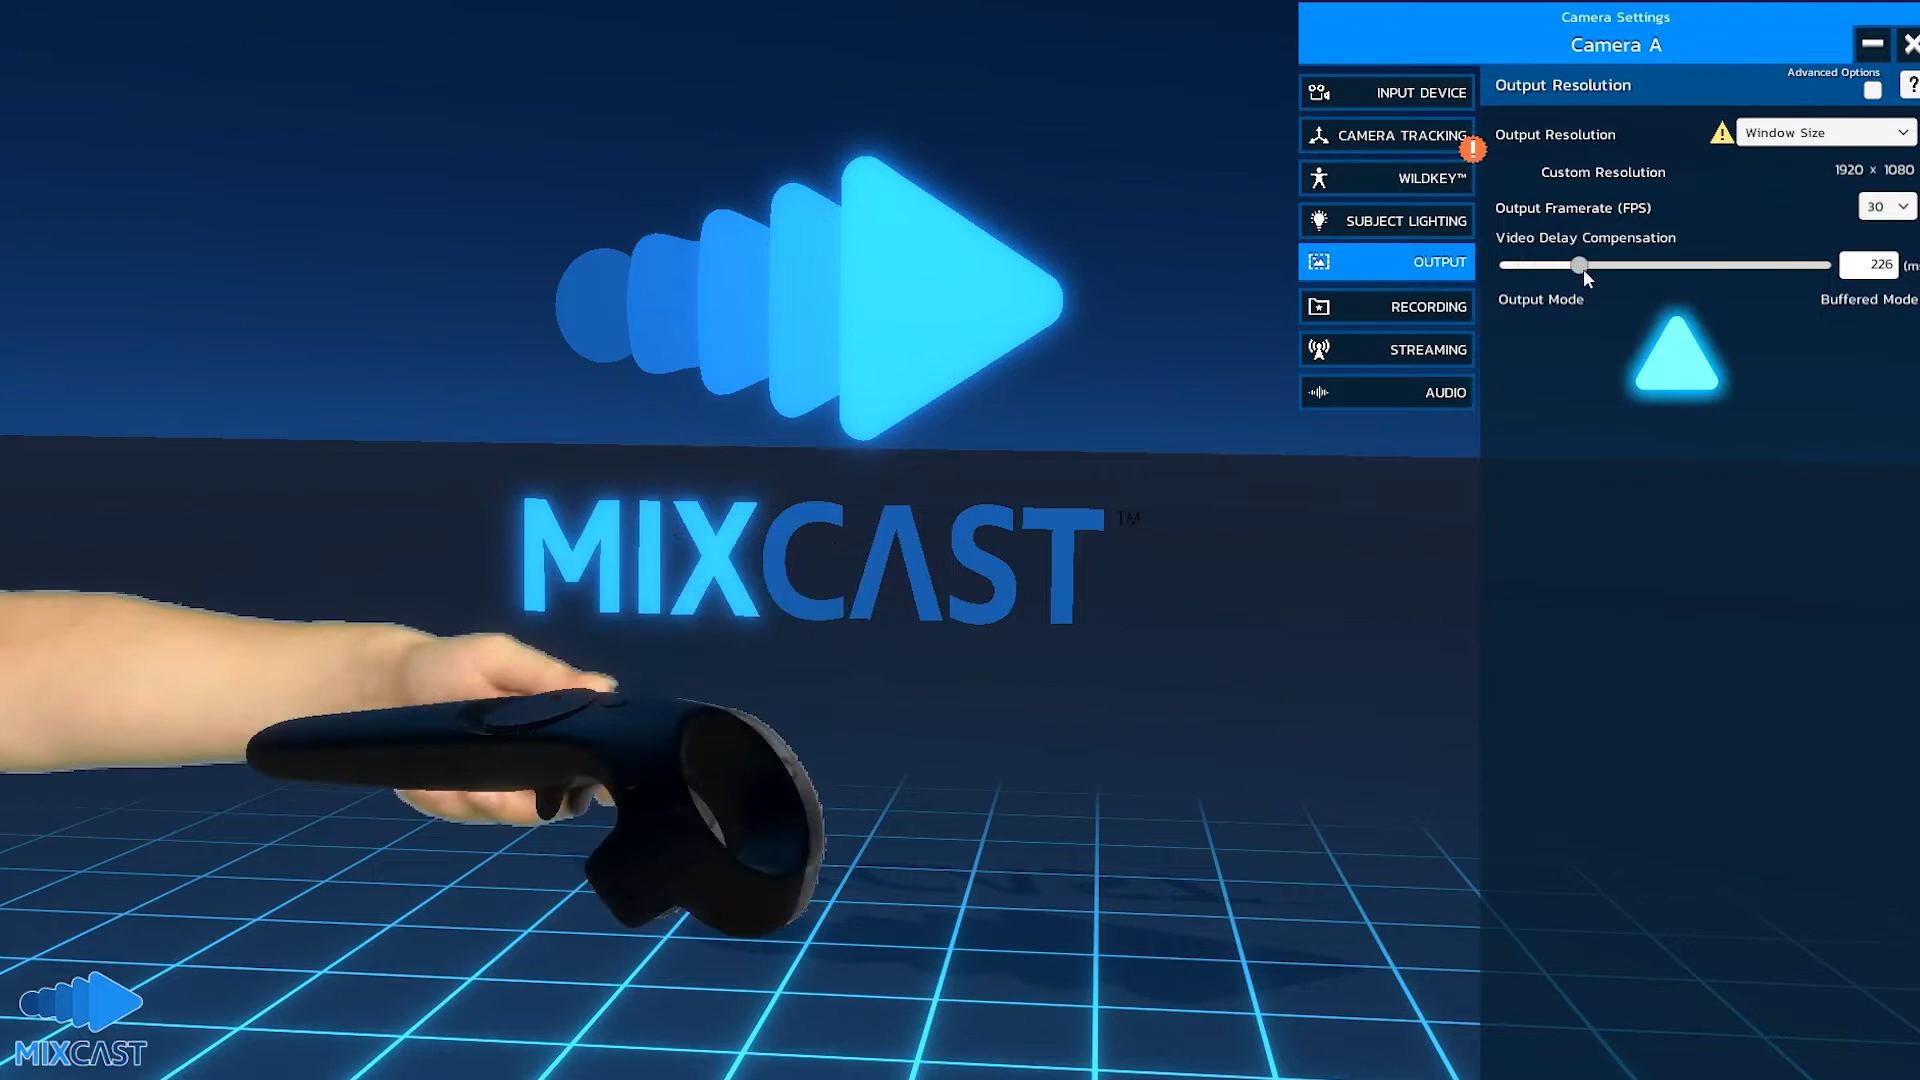 Camera Settings
Camera A
INPUT DEVICE
CAMERA TRACKING
!
WILDKEY™
SUBJECT LIGHTING
OUTPUT
RECORDING
STREAMING
AUDIO
Output Resolution
Advanced Options
?
Output Resolution
Window Size
Custom Resolution
1920 x 1080
Output Framerate (FPS)
30
Video Delay Compensation
226
Output Mode
Buffered Mode
MIXCAST™
MIXCAST